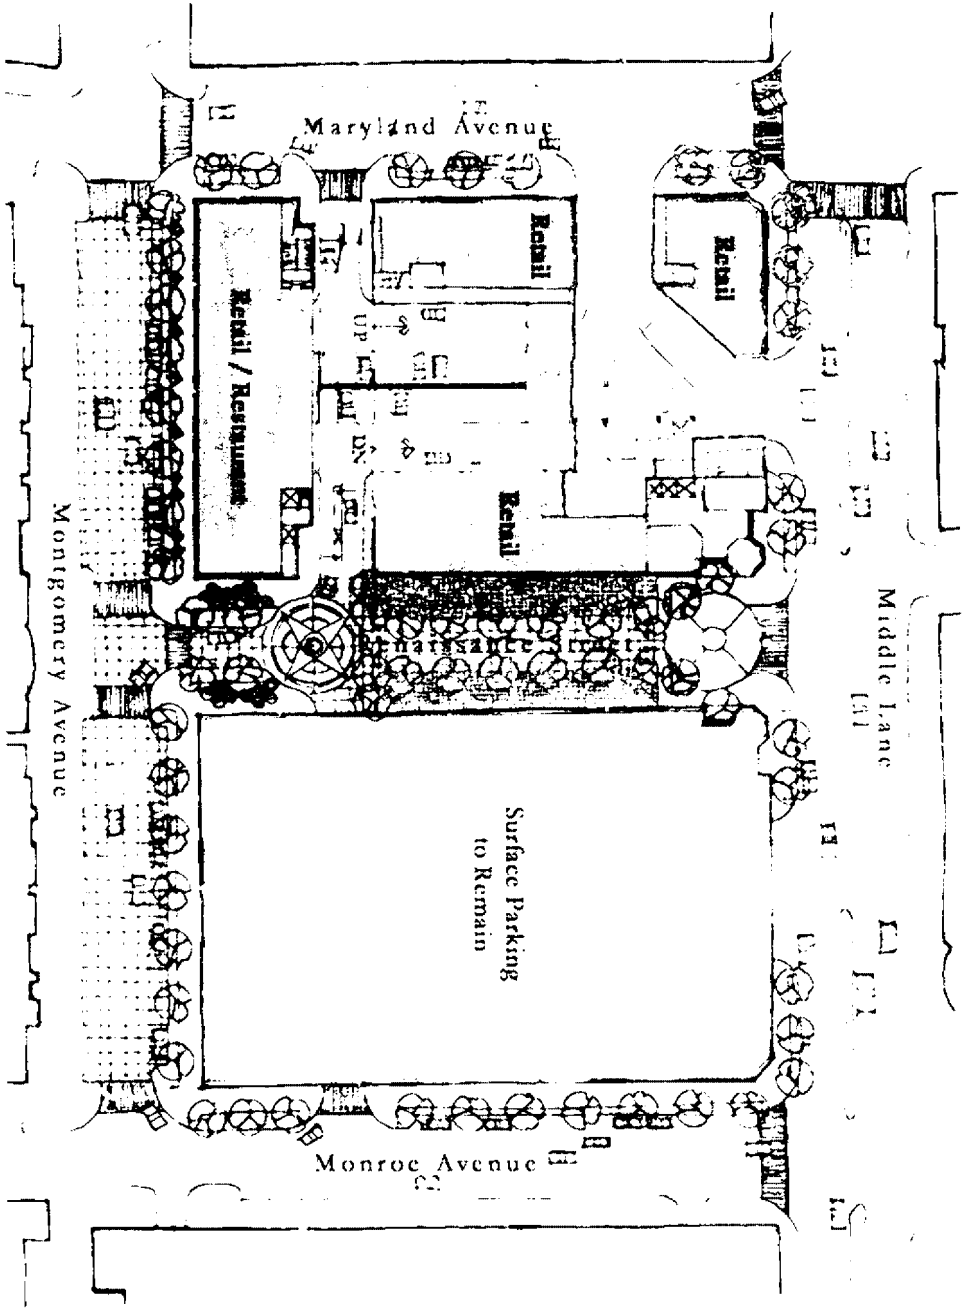 Maryland Avenue
Retail
Retail
Retail / Restaurant
UP
DN
Retail
Montgomery Avenue
Renaissance Street
Middle Lane
Surface Parking
to Remain
Monroe Avenue